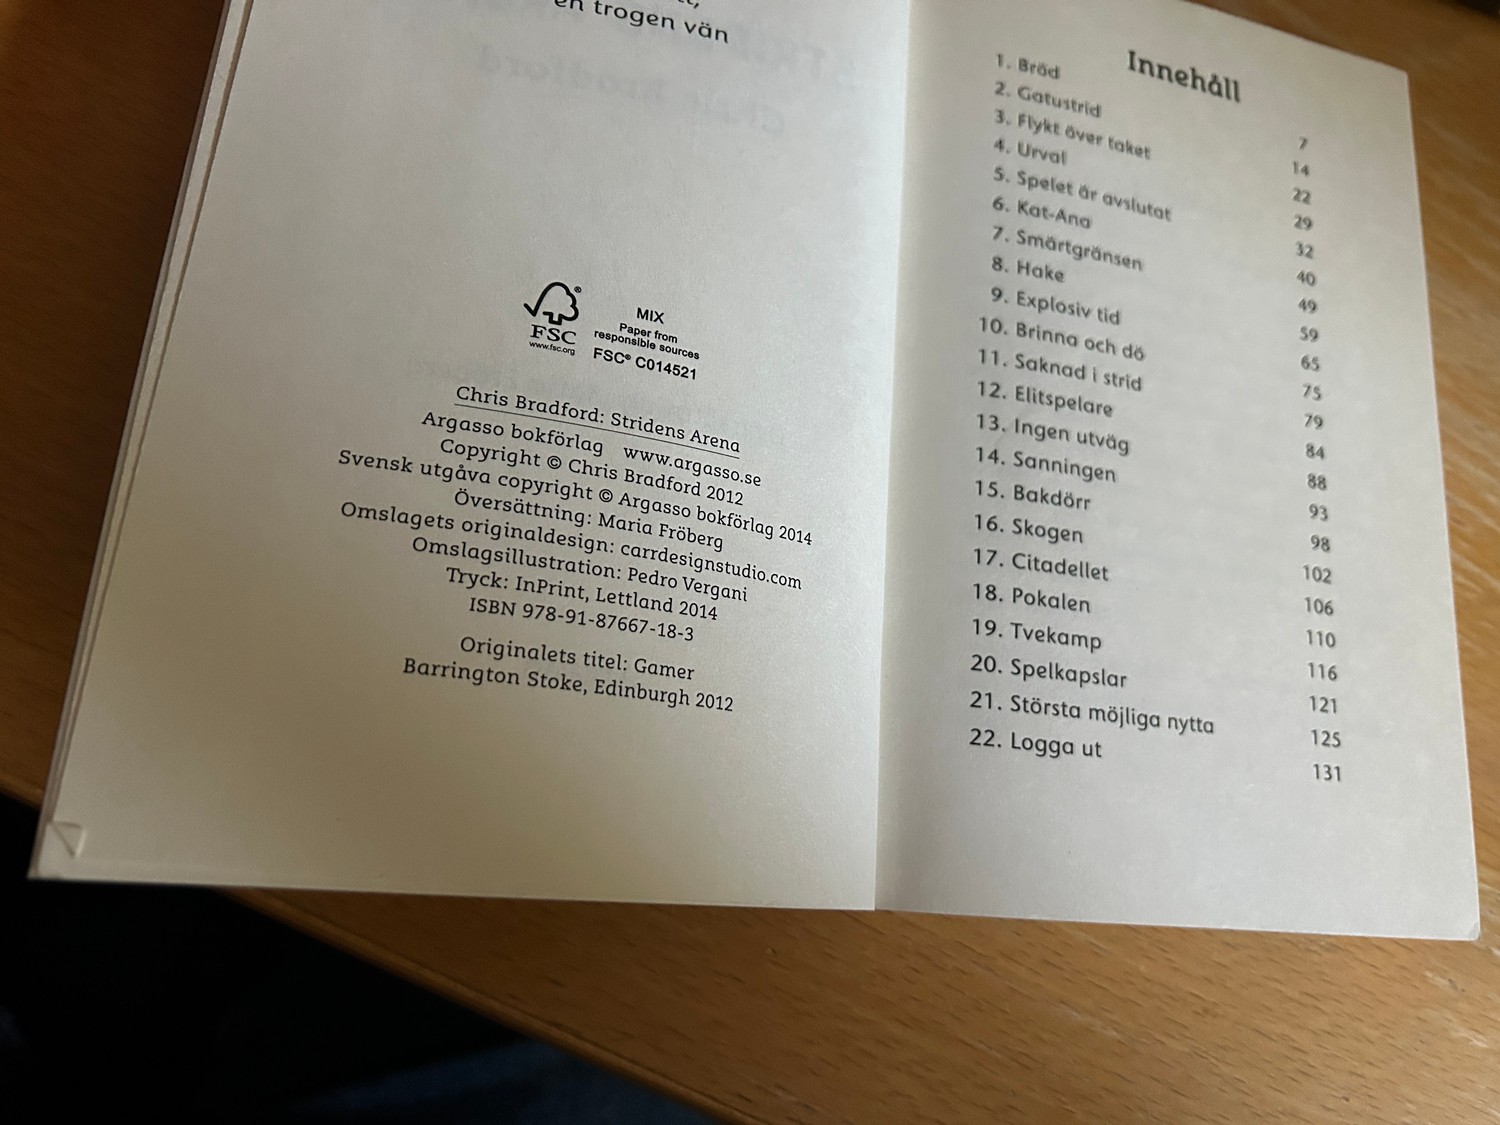 en trogen vän
FSC
www.fsc.org
MIX
Paper from
responsible sources
FSC® C014521
Chris Bradford: Stridens Arena
Argasso bokförlag www.argasso.se
Copyright © Chris Bradford 2012
Svensk utgåva copyright © Argasso bokförlag 2014
Översättning: Maria Fröberg
Omslagets originaldesign: carrdesignstudio.com
Omslagsillustration: Pedro Vergani
Tryck: InPrint, Lettland 2014
ISBN 978-91-87667-18-3
Originalets titel: Gamer
Barrington Stoke, Edinburgh 2012
Innehåll
1. Bröd 7
2. Gatustrid 14
3. Flykt över taket 22
4. Urval 29
5. Spelet är avslutat 32
6. Kat-Ana 40
7. Smärtgränsen 49
8. Hake 59
9. Explosiv tid 65
10. Brinna och dö 75
11. Saknad i strid 79
12. Elitspelare 84
13. Ingen utväg 88
14. Sanningen 93
15. Bakdörr 98
16. Skogen 102
17. Citadellet 106
18. Pokalen 110
19. Tvekamp 116
20. Spelkapslar 121
21. Största möjliga nytta 125
22. Logga ut 131